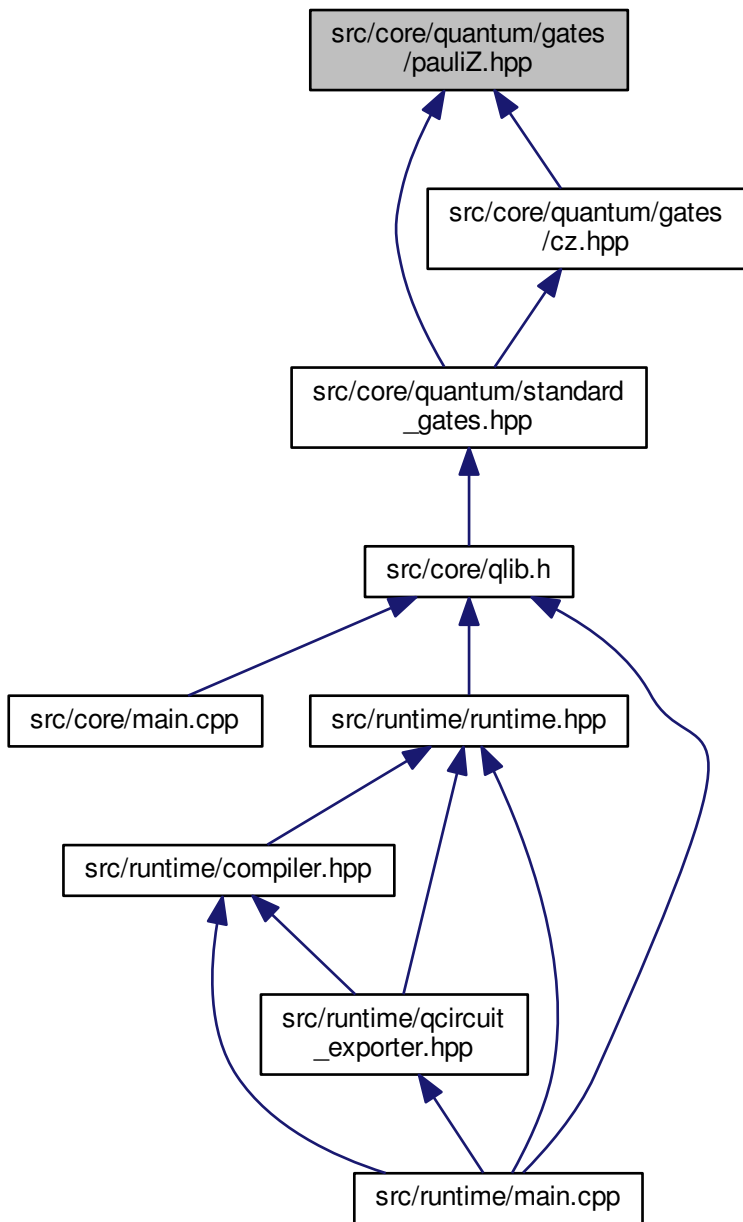 src/core/quantum/gates
/pauliZ.hpp
src/core/quantum/gates
/cz.hpp
src/core/quantum/standard
_gates.hpp
src/core/qlib.h
src/core/main.cpp
src/runtime/runtime.hpp
src/runtime/compiler.hpp
src/runtime/qcircuit
_exporter.hpp
src/runtime/main.cpp